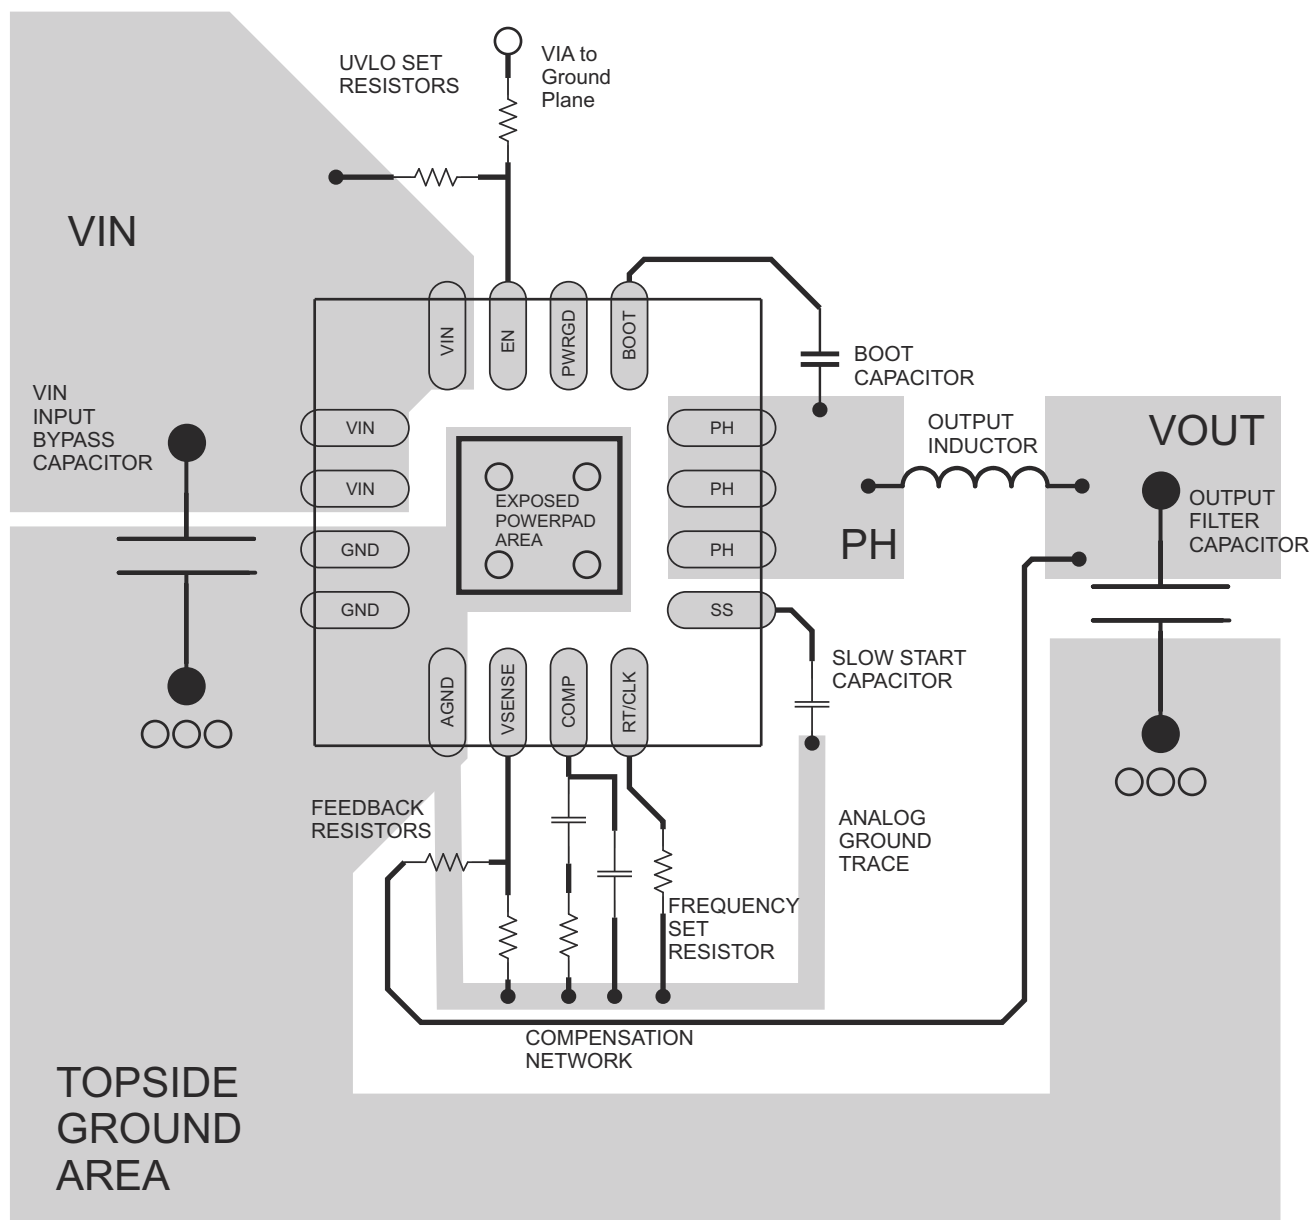 UVLO SET
RESISTORS
VIA to
Ground
Plane
VIN
VIN
EN
PWRGD
BOOT
BOOT
CAPACITOR
VIN
INPUT
BYPASS
CAPACITOR
VIN
VIN
GND
GND
EXPOSED
POWERPAD
AREA
PH
PH
PH
SS
PH
OUTPUT
INDUCTOR
VOUT
OUTPUT
FILTER
CAPACITOR
SLOW START
CAPACITOR
AGND
VSENSE
COMP
RT/CLK
FEEDBACK
RESISTORS
ANALOG
GROUND
TRACE
FREQUENCY
SET
RESISTOR
COMPENSATION
NETWORK
TOPSIDE
GROUND
AREA